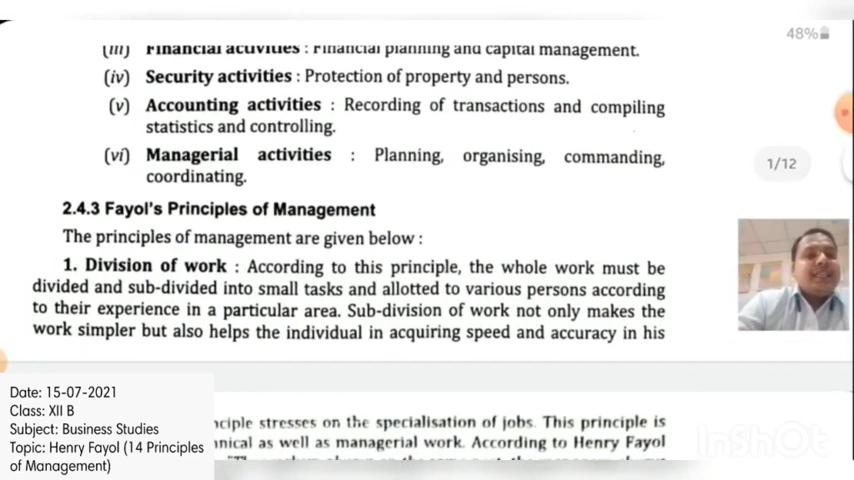 48%
(iii) Financial activities : Financial planning and capital management.
(iv) Security activities : Protection of property and persons.
(v) Accounting activities : Recording of transactions and compiling
statistics and controlling.
(vi) Managerial activities : Planning, organising, commanding,
coordinating.
1/12
2.4.3 Fayol's Principles of Management
The principles of management are given below :
1. Division of work : According to this principle, the whole work must be
divided and sub-divided into small tasks and allotted to various persons according
to their experience in a particular area. Sub-division of work not only makes the
work simpler but also helps the individual in acquiring speed and accuracy in his
Date: 15-07-2021
Class: XII B
Subject: Business Studies
Topic: Henry Fayol (14 Principles
of Management)
nciple stresses on the specialisation of jobs. This principle is
nical as well as managerial work. According to Henry Fayol
InShOt